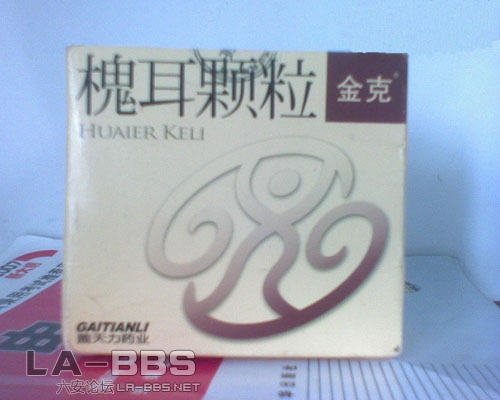 槐耳颗粒
金克®
HUAIER KELI
GAITIANLI
盖天力药业
LA-BBS
六安论坛 LA-BBS.NET